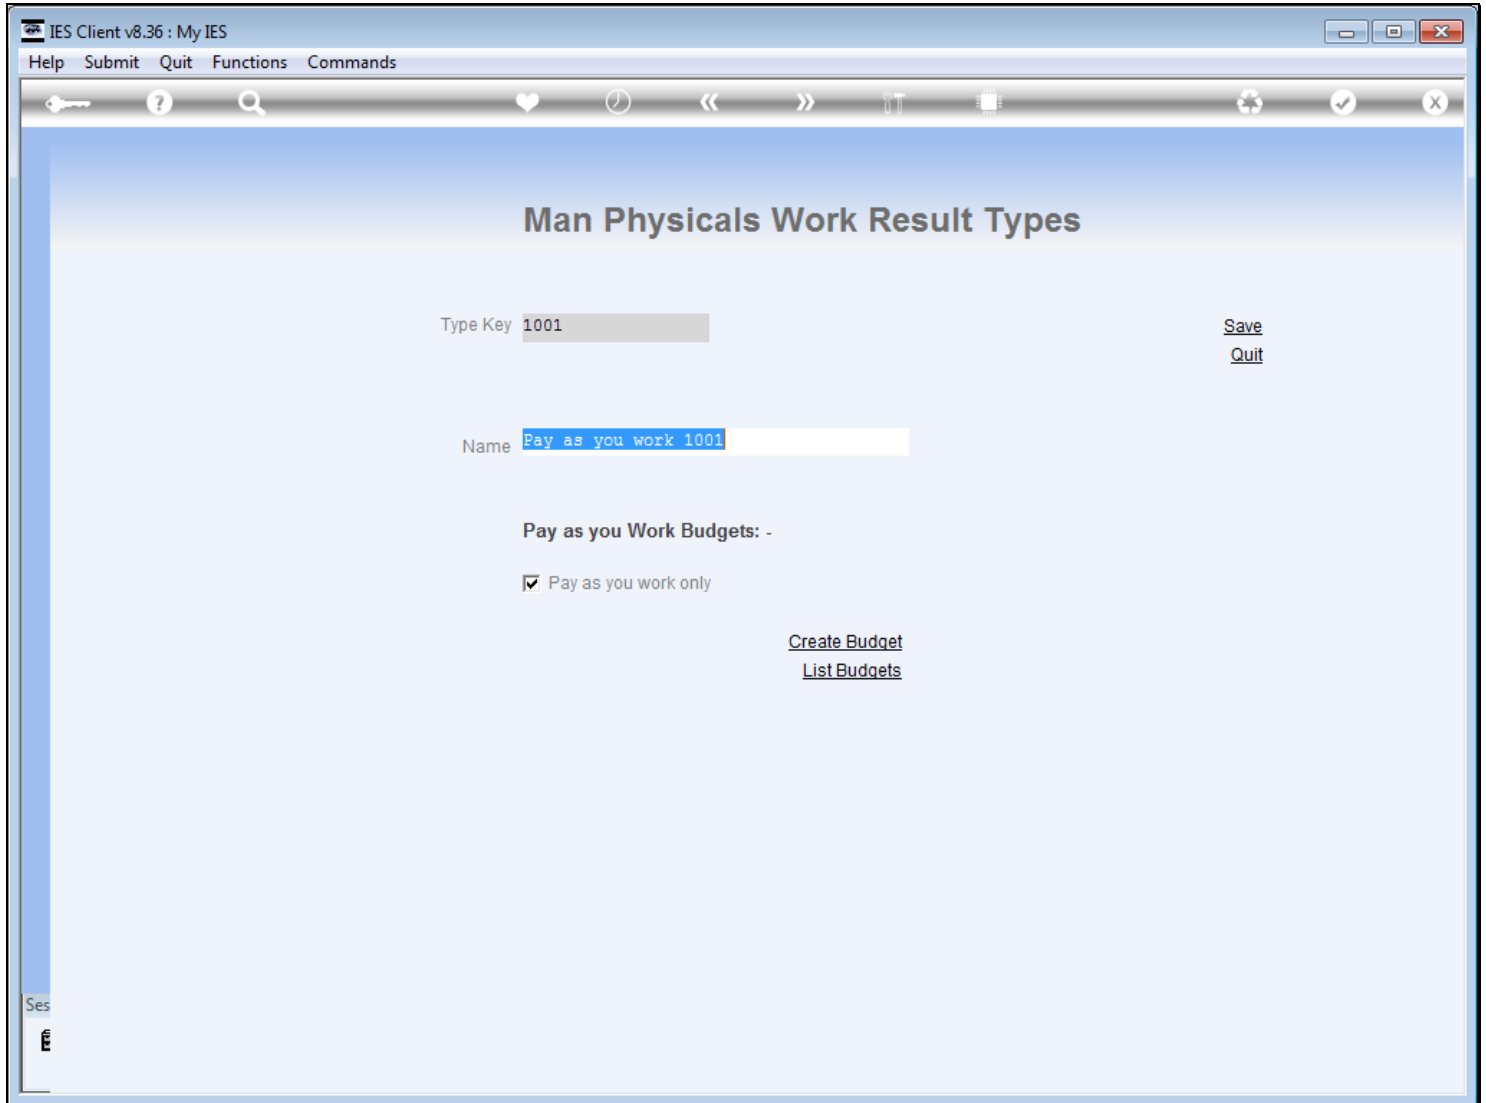 IES Client v8.36 : My IES
Help Submit Quit Functions Commands
Man Physicals Work Result Types
Type Key 1001
Save
Quit
Name Pay as you work 1001
Pay as you Work Budgets: -
Pay as you work only
Create Budget
List Budgets
Ses